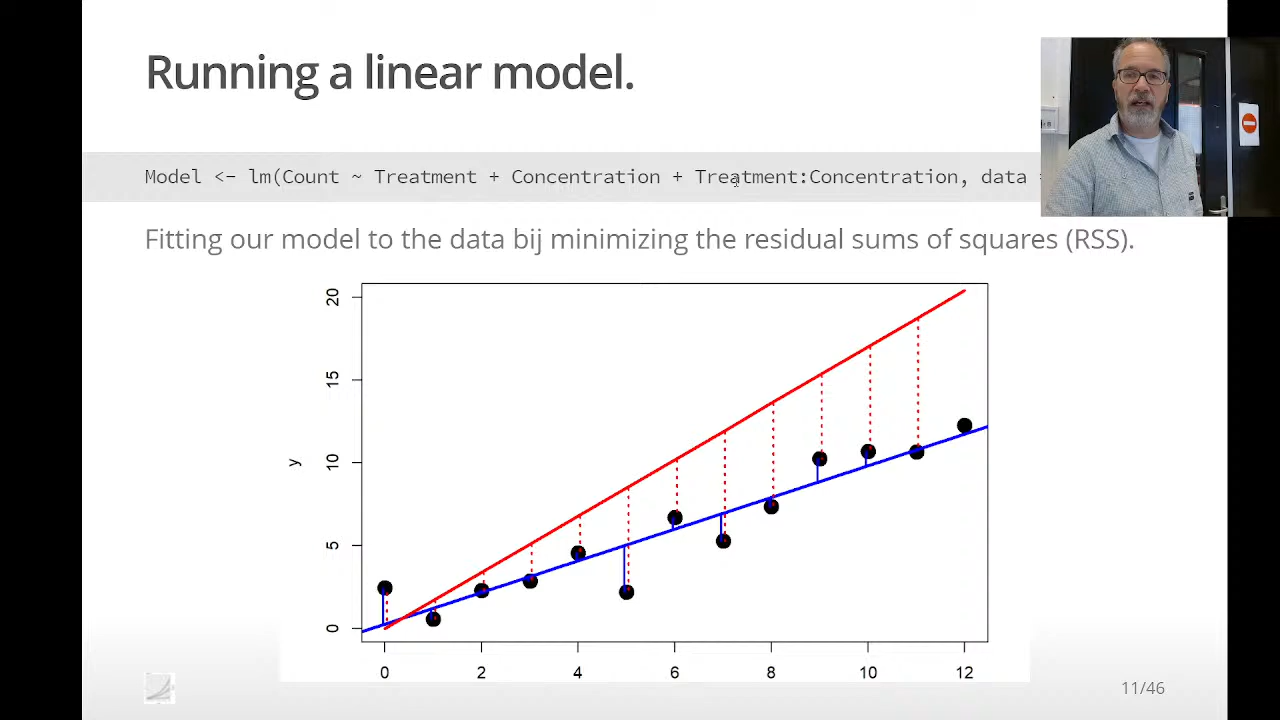 Running a linear model.
Model <- lm(Count ~ Treatment + Concentration + Treatment:Concentration, data =
Fitting our model to the data bij minimizing the residual sums of squares (RSS).
20
15
10
5
0
y
0 2 4 6 8 10 12
11/46